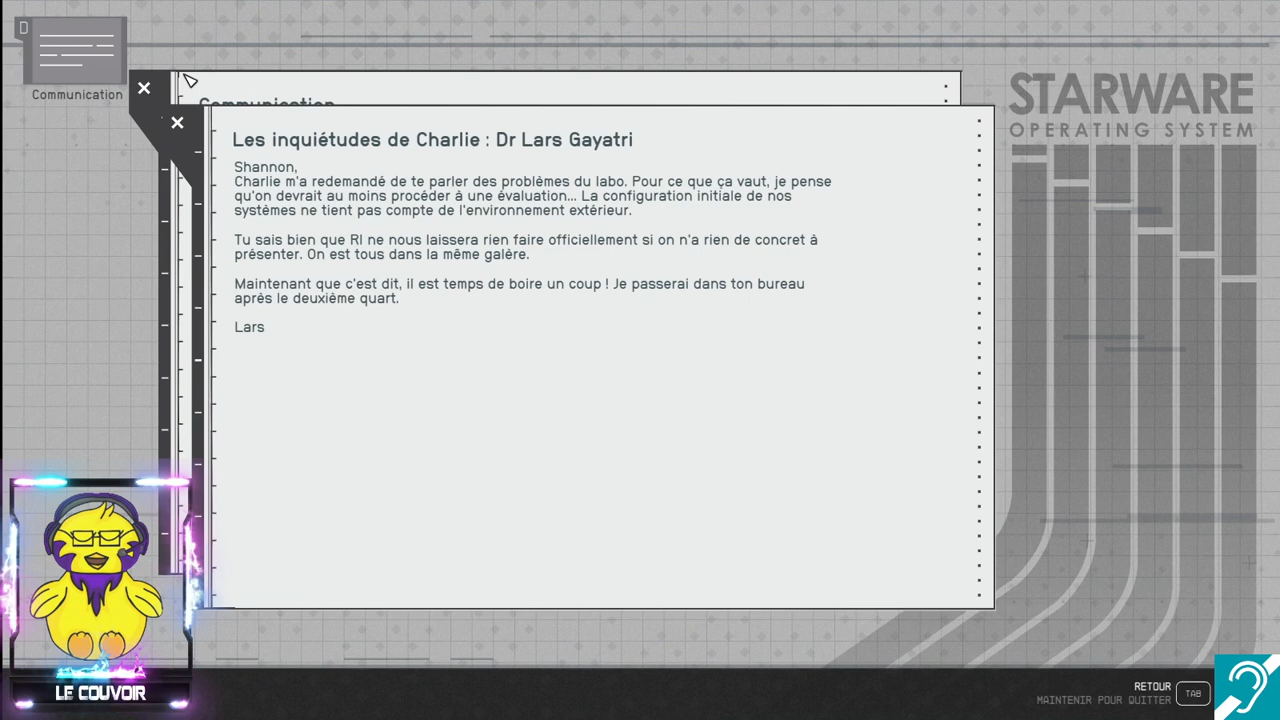 D
Communication
Communication
STARWARE
OPERATING SYSTEM
Les inquiétudes de Charlie : Dr Lars Gayatri
Shannon,
Charlie m'a redemandé de te parler des problèmes du labo. Pour ce que ça vaut, je pense
qu'on devrait au moins procéder à une évaluation... La configuration initiale de nos
systèmes ne tient pas compte de l'environnement extérieur.
Tu sais bien que RI ne nous laissera rien faire officiellement si on n'a rien de concret à
présenter. On est tous dans la même galère.
Maintenant que c'est dit, il est temps de boire un coup ! Je passerai dans ton bureau
après le deuxième quart.
Lars
LE COUVOIR
RETOUR
MAINTENIR POUR QUITTER
TAB